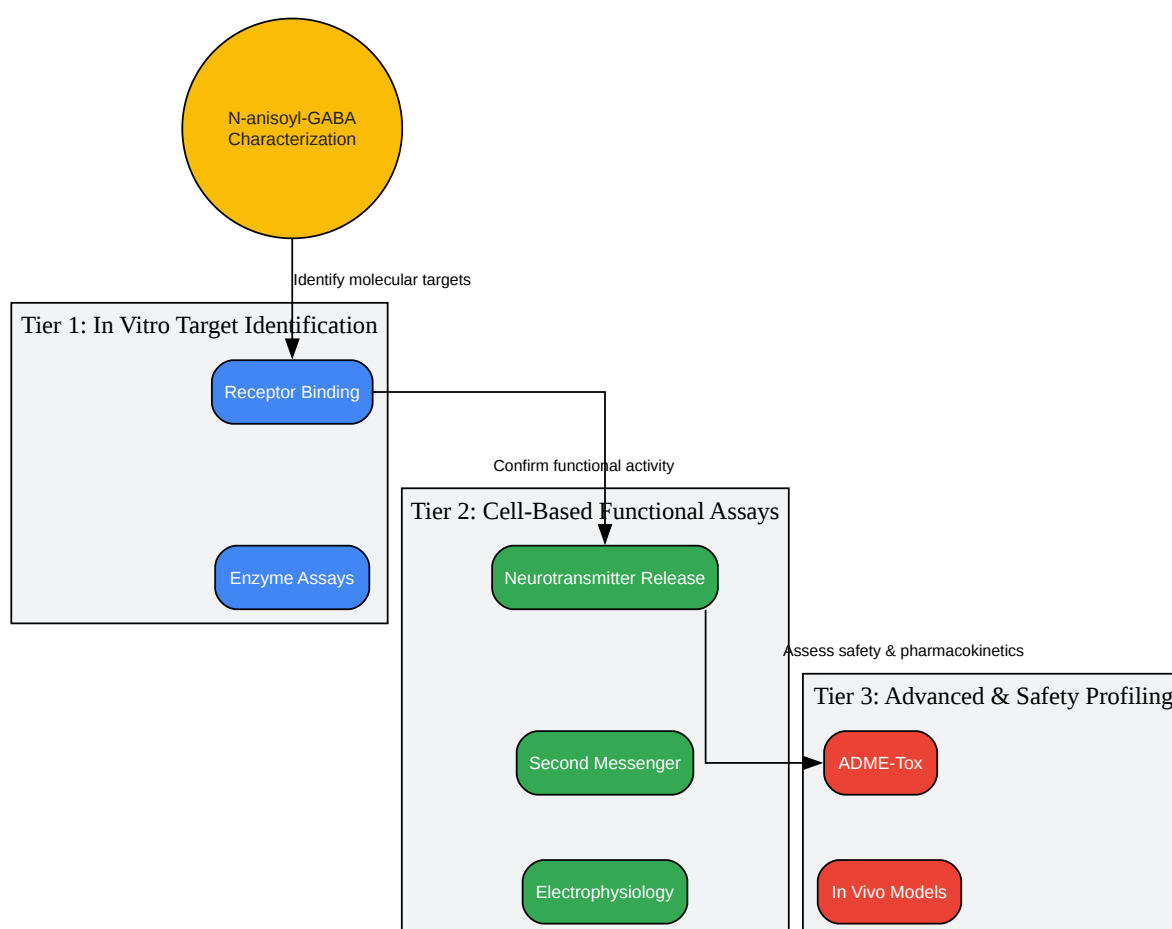 N-anisoyl-GABA
Characterization
Identify molecular targets
Tier 1: In Vitro Target Identification
Receptor Binding
Confirm functional activity
Tier 2: Cell-Based Functional Assays
Enzyme Assays
Neurotransmitter Release
Assess safety & pharmacokinetics
Tier 3: Advanced & Safety Profiling
Second Messenger
ADME-Tox
Electrophysiology
In Vivo Models